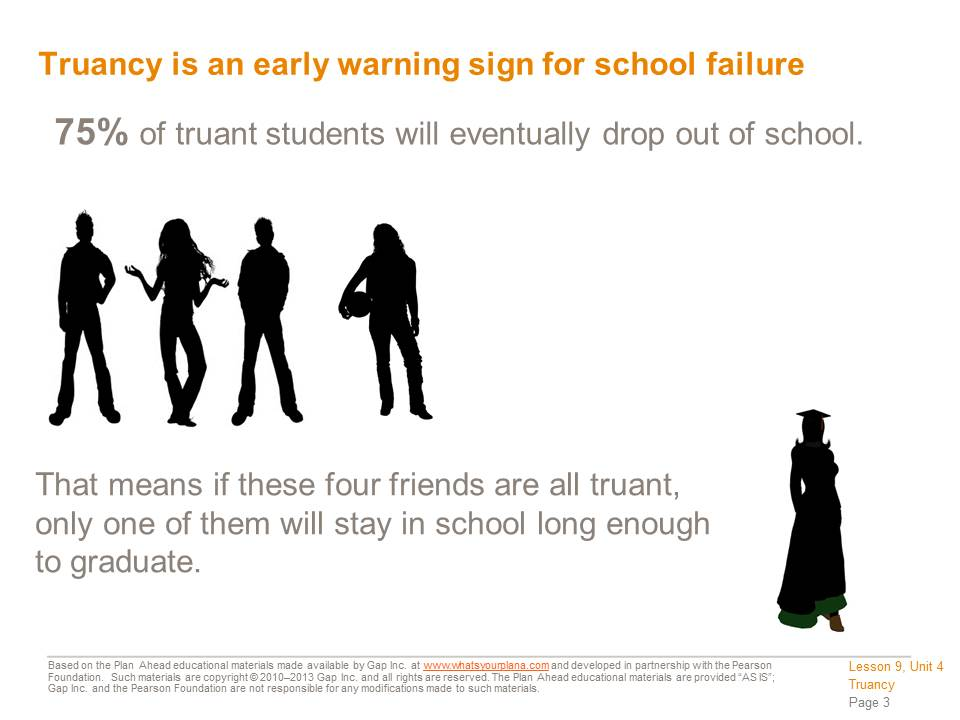 Truancy is an early warning sign for school failure
75% of truant students will eventually drop out of school.
That means if these four friends are all truant,
only one of them will stay in school long enough
to graduate.
Based on the Plan Ahead educational materials made available by Gap Inc. at www.whatsyourplana.com and developed in partnership with the Pearson
Foundation. Such materials are copyright © 2010–2013 Gap Inc. and all rights are reserved. The Plan Ahead educational materials are provided “AS IS”;
Gap Inc. and the Pearson Foundation are not responsible for any modifications made to such materials.
Lesson 9, Unit 4
Truancy
Page 3